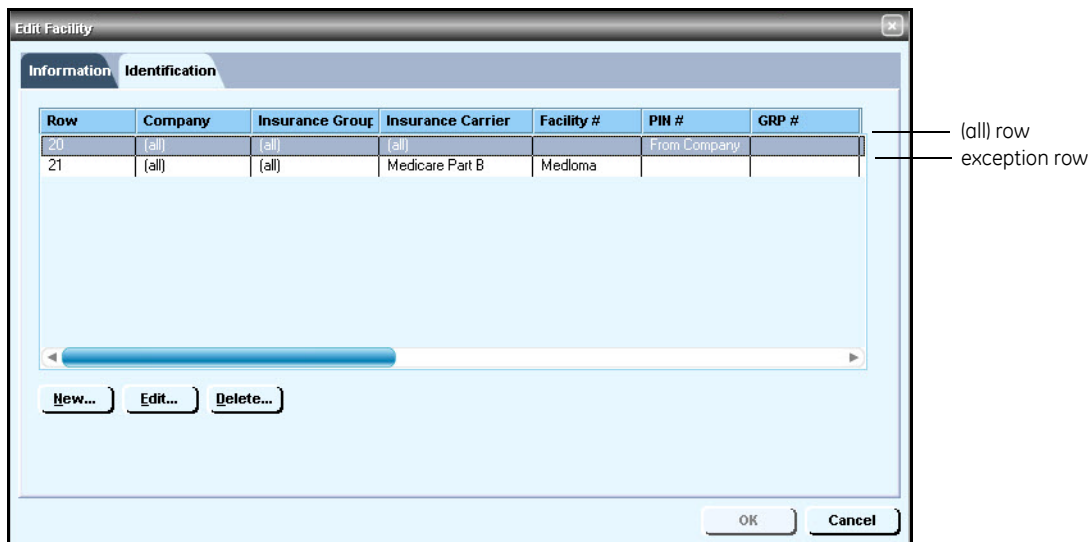 Edit Facility
Information Identification
Row Company Insurance Group Insurance Carrier Facility # PIN # GRP #
20 (all) (all) (all) From Company
21 (all) (all) Medicare Part B Medloma
(all) row
exception row
New... Edit... Delete...
OK Cancel